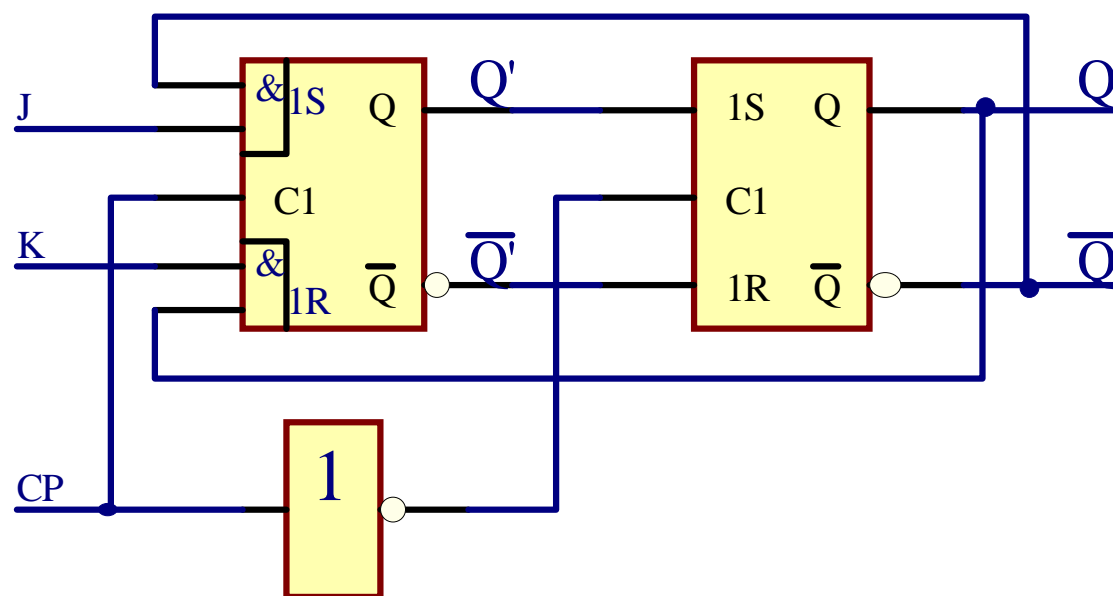 Q' Q
& 1S Q 1S Q
J
C1 C1
K
Q̅' Q̅
& Q̅ 1R Q̅
1R
1
CP